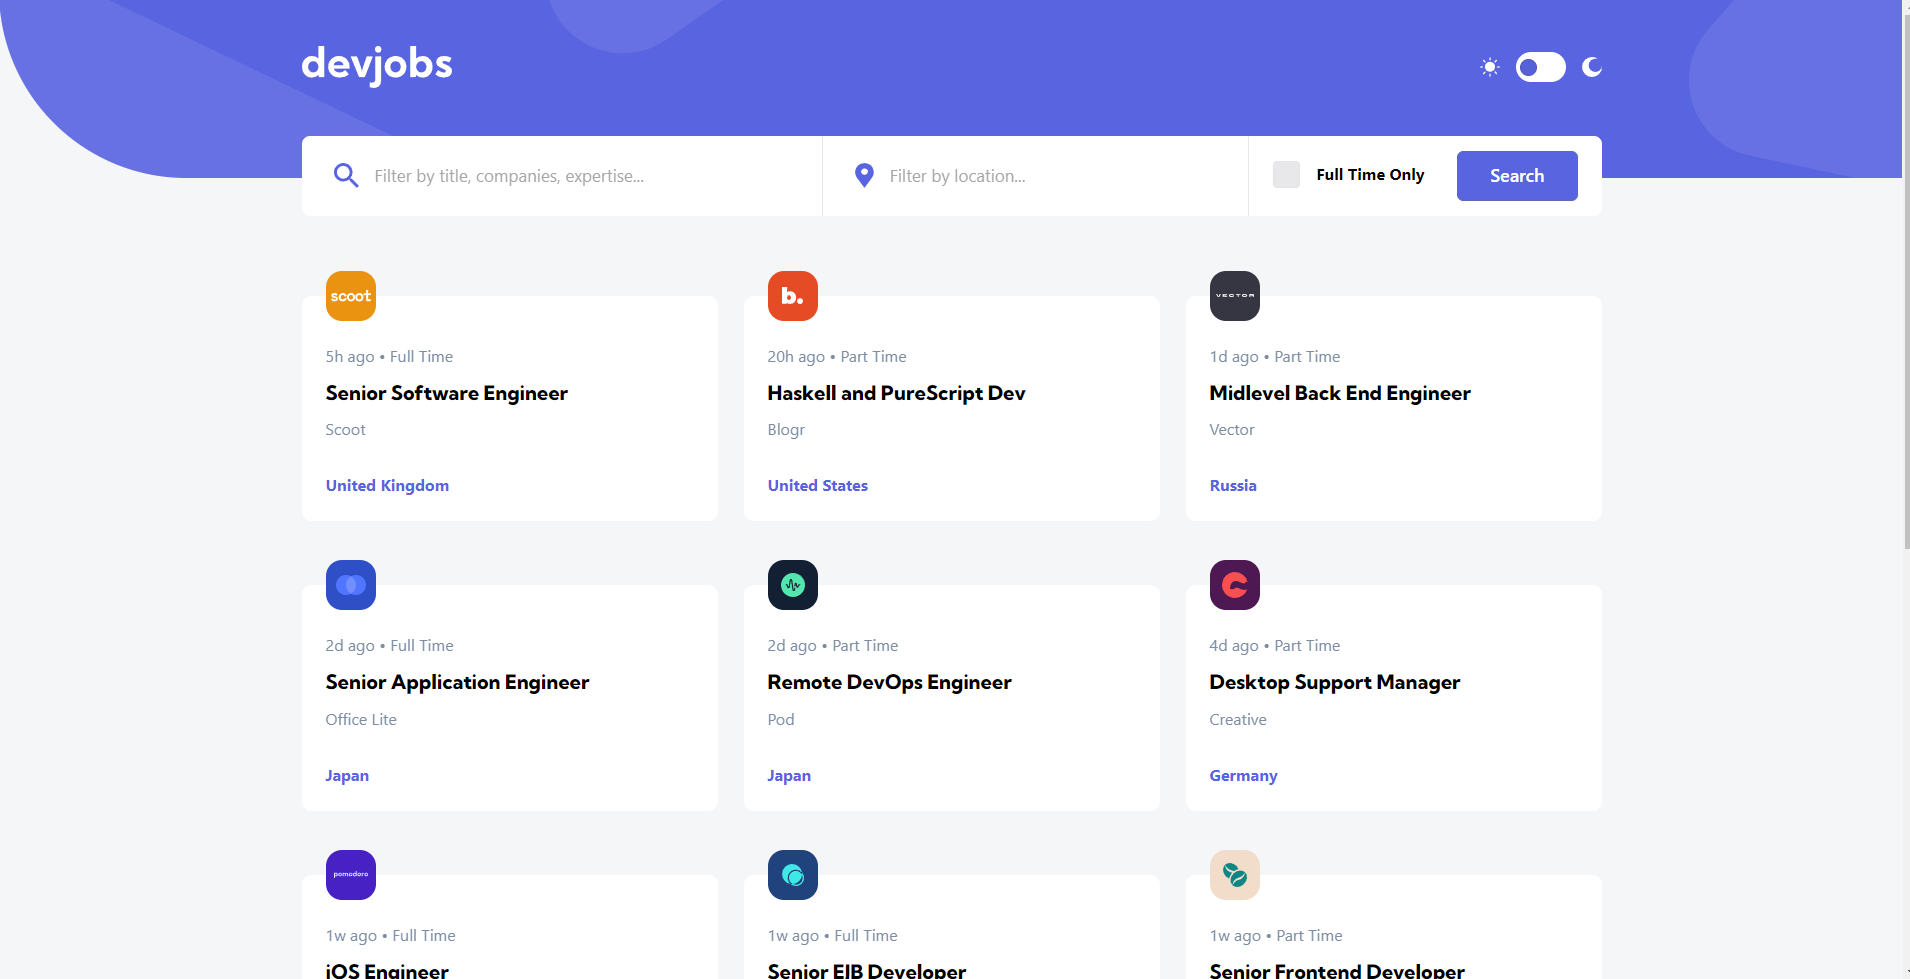 devjobs
Filter by title, companies, expertise...
Filter by location...
Full Time Only
Search
scoot
5h ago • Full Time
Senior Software Engineer
Scoot
United Kingdom
b.
20h ago • Part Time
Haskell and PureScript Dev
Blogr
United States
VECTOR
1d ago • Part Time
Midlevel Back End Engineer
Vector
Russia
2d ago • Full Time
Senior Application Engineer
Office Lite
Japan
2d ago • Part Time
Remote DevOps Engineer
Pod
Japan
4d ago • Part Time
Desktop Support Manager
Creative
Germany
pomodoro
1w ago • Full Time
iOS Engineer
1w ago • Full Time
Senior EJB Developer
1w ago • Part Time
Senior Frontend Developer